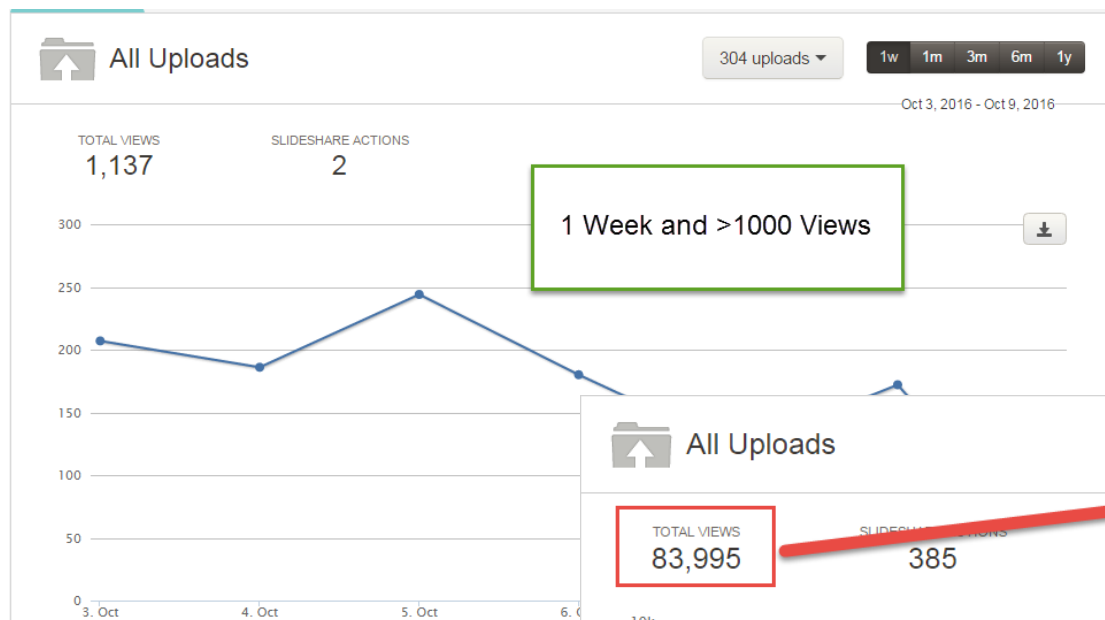 All Uploads
304 uploads
1w 1m 3m 6m 1y
Oct 3, 2016 - Oct 9, 2016
TOTAL VIEWS SLIDESHARE ACTIONS
1,137 2
1 Week and >1000 Views
300
250
200
150
100
50
0
3. Oct 4. Oct 5. Oct 6.
All Uploads
TOTAL VIEWS
83,995 385